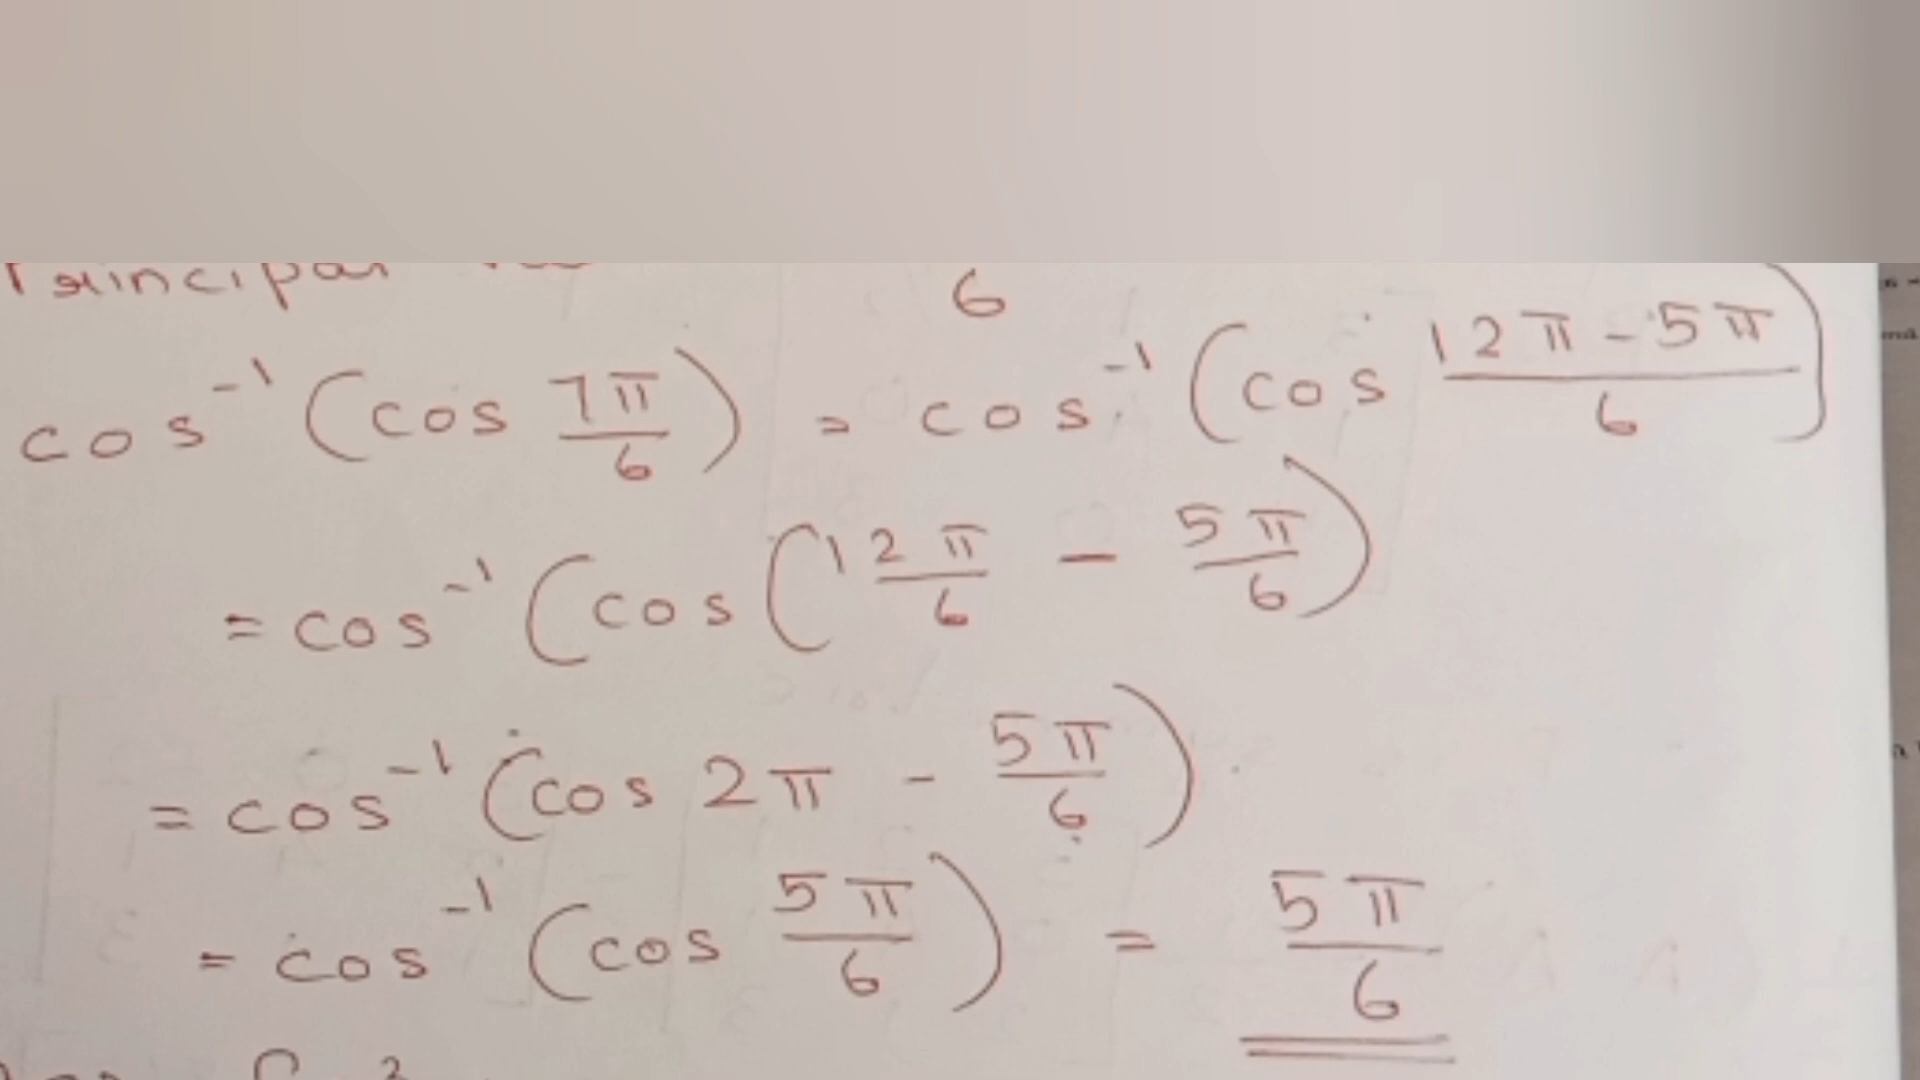 Principal
6
cos⁻¹ (cos 7π/6) = cos⁻¹ (cos (12π - 5π)/6)
= cos⁻¹ (cos (12π/6 - 5π/6)
= cos⁻¹ (cos 2π - 5π/6)
= cos⁻¹ (cos 5π/6) = 5π/6